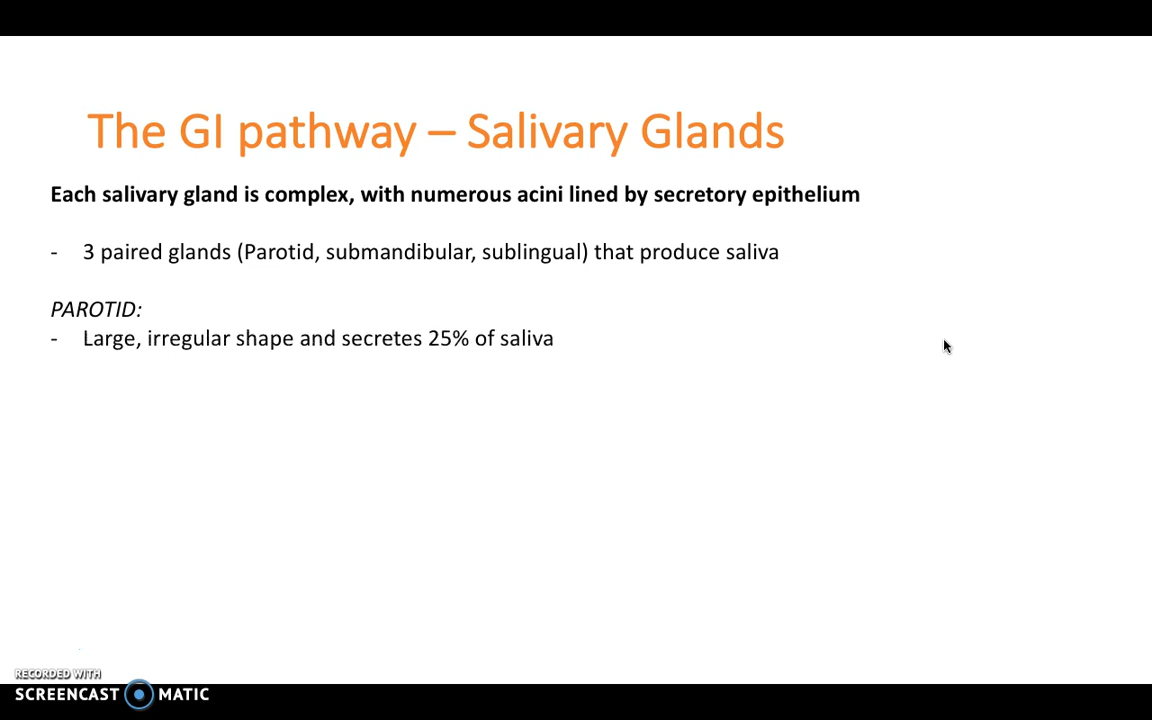 The GI pathway – Salivary Glands
Each salivary gland is complex, with numerous acini lined by secretory epithelium
- 3 paired glands (Parotid, submandibular, sublingual) that produce saliva
PAROTID:
- Large, irregular shape and secretes 25% of saliva
RECORDED WITH
SCREENCAST MATIC